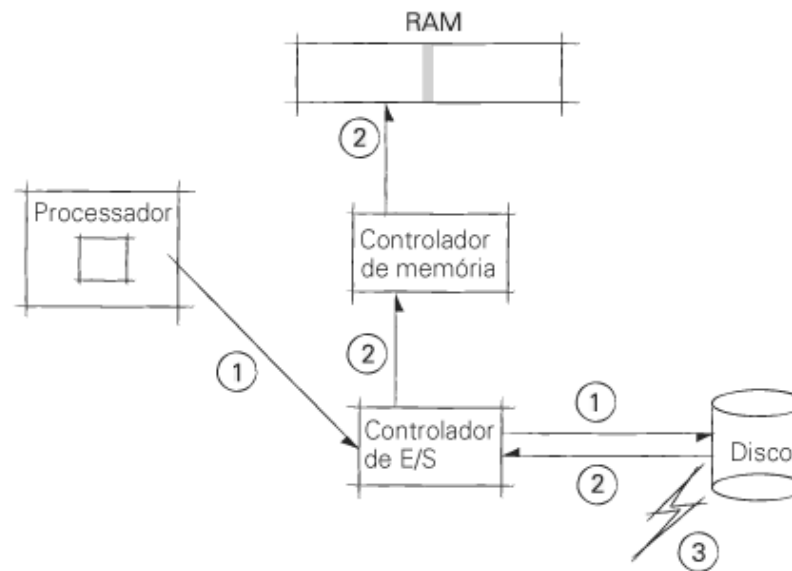 RAM
2
Processador
Controlador
de memória
2
1
Controlador
de E/S
1
2
Disco
3